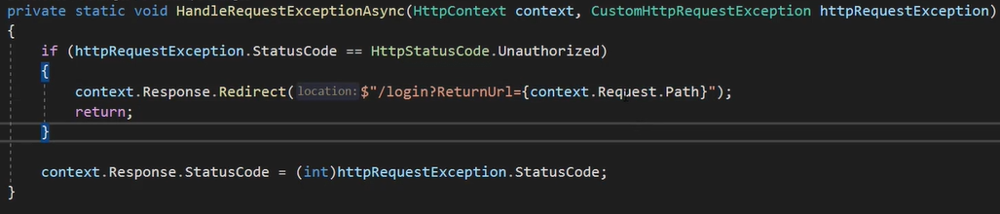 private static void HandleRequestExceptionAsync(HttpContext context, CustomHttpRequestException httpRequestException)
{
if (httpRequestException.StatusCode == HttpStatusCode.Unauthorized)
{
context.Response.Redirect(location:$"/login?ReturnUrl={context.Request.Path}");
return;
}
context.Response.StatusCode = (int)httpRequestException.StatusCode;
}